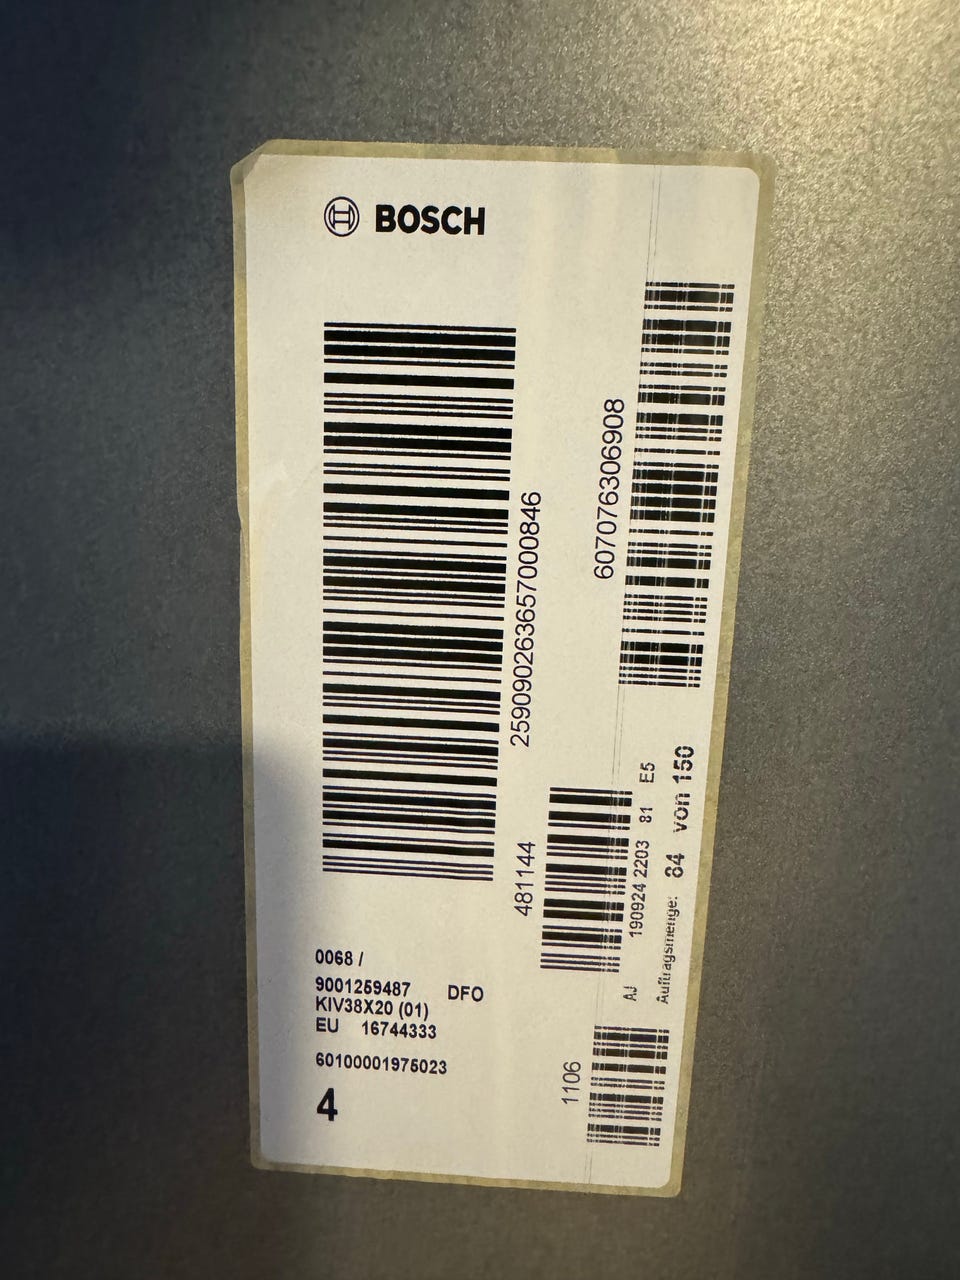 BOSCH
259090263657000846
607076306908
481144
190924 2203 81 E5
AJ
Auftragsmenge: 84 von 150
1106
0068 /
9001259487 DFO
KIV38X20 (01)
EU 16744333
60100001975023
4